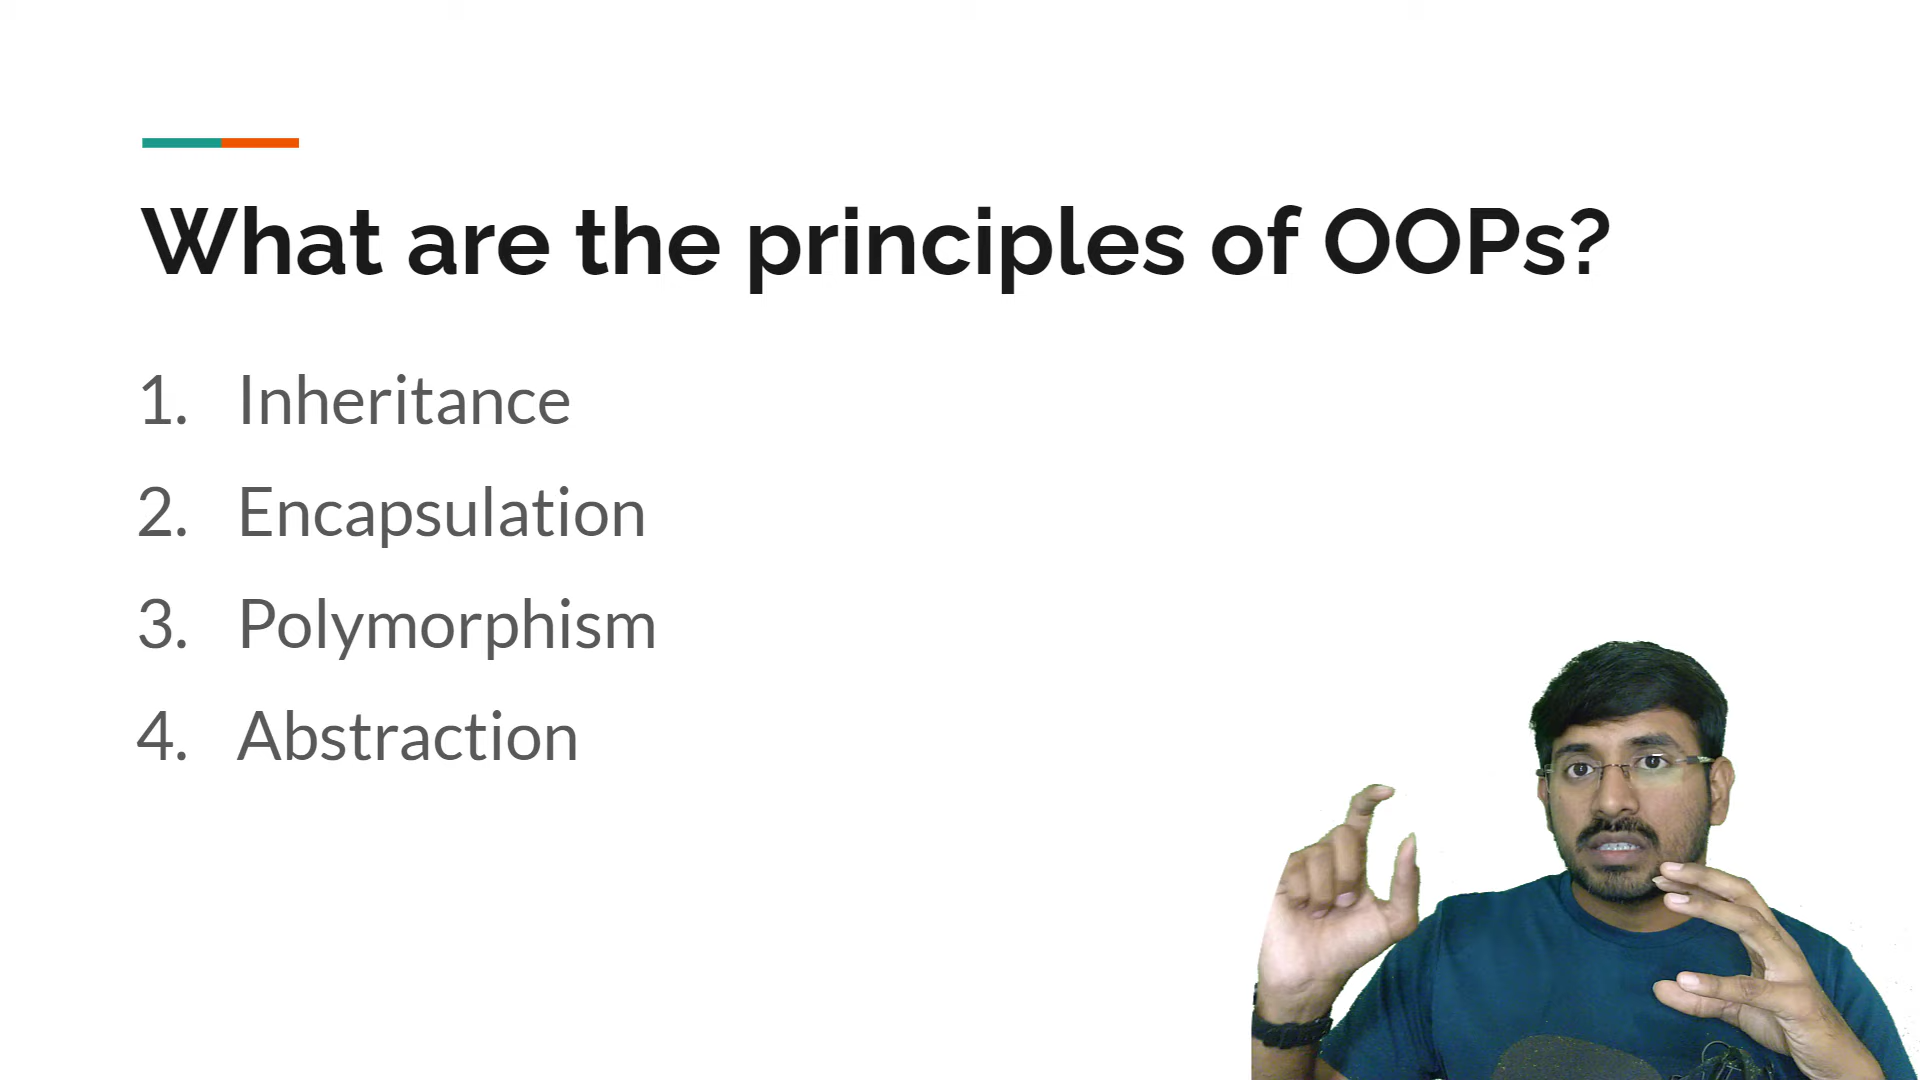 What are the principles of OOPs?
1. Inheritance
2. Encapsulation
3. Polymorphism
4. Abstraction